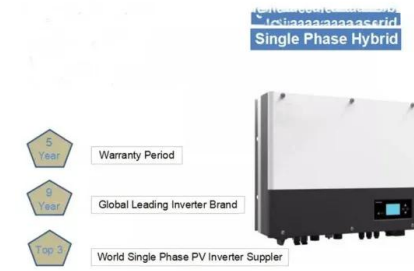 Single Phase Hybrid
5
Year
Warranty Period
9
Year
Global Leading Inverter Brand
Top 3
World Single Phase PV Inverter Suppler